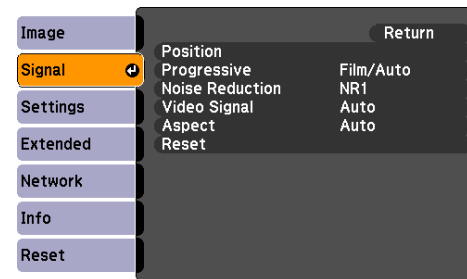 Image
Signal
Settings
Extended
Network
Info
Reset
Return
Position
Progressive Film/Auto
Noise Reduction NR1
Video Signal Auto
Aspect Auto
Reset